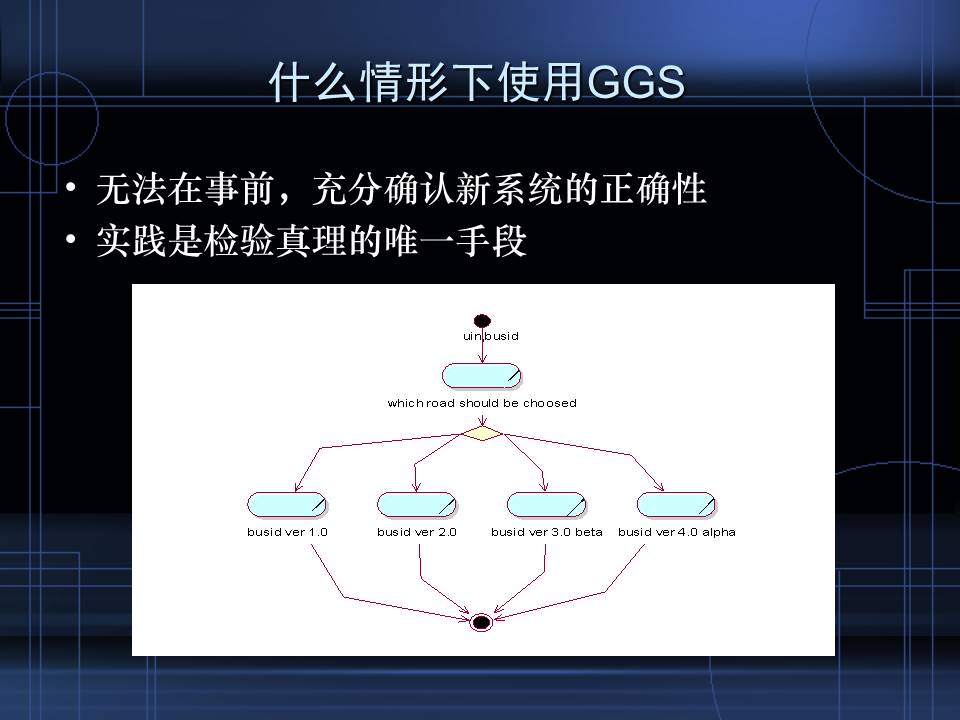 什么情形下使用GGS
• 无法在事前，充分确认新系统的正确性
• 实践是检验真理的唯一手段
uin,busid
which road should be choosed
busid ver 1.0
busid ver 2.0
busid ver 3.0 beta
busid ver 4.0 alpha